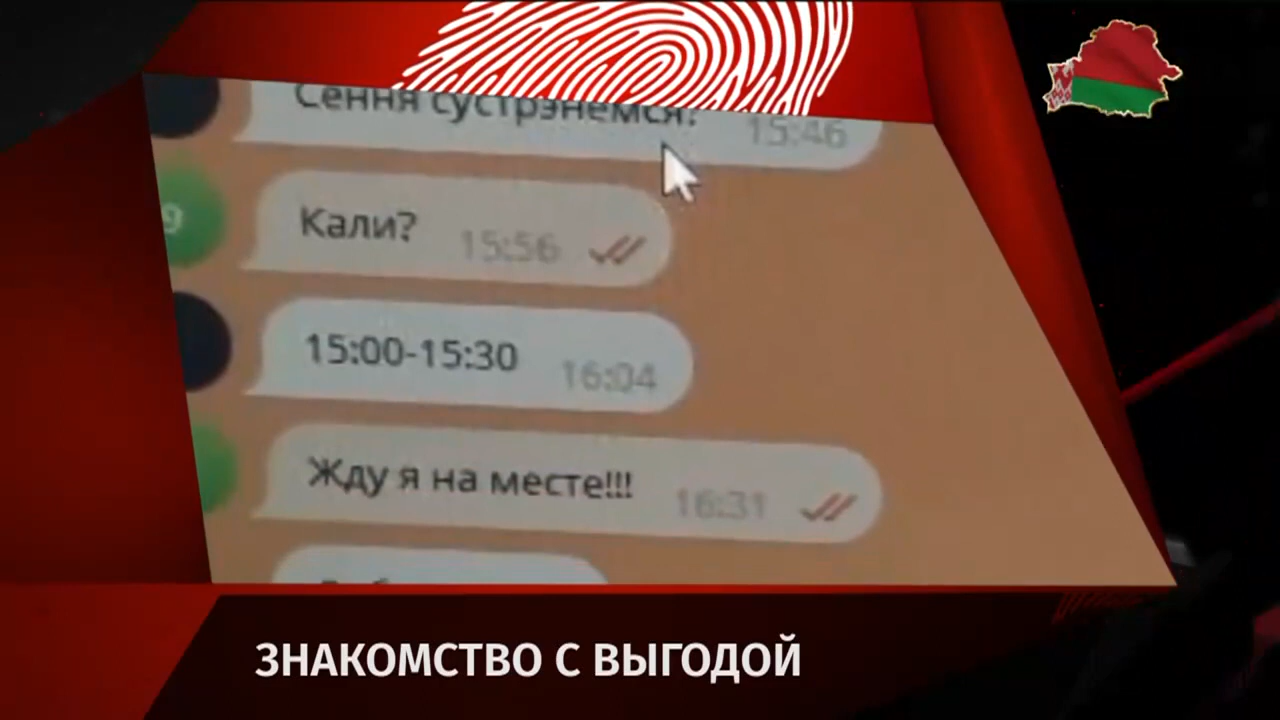 Сення сустрэнемся?
15:46
Кали?
15:56
9
15:00-15:30
16:04
Жду я на месте!!!
16:31
ЗНАКОМСТВО С ВЫГОДОЙ